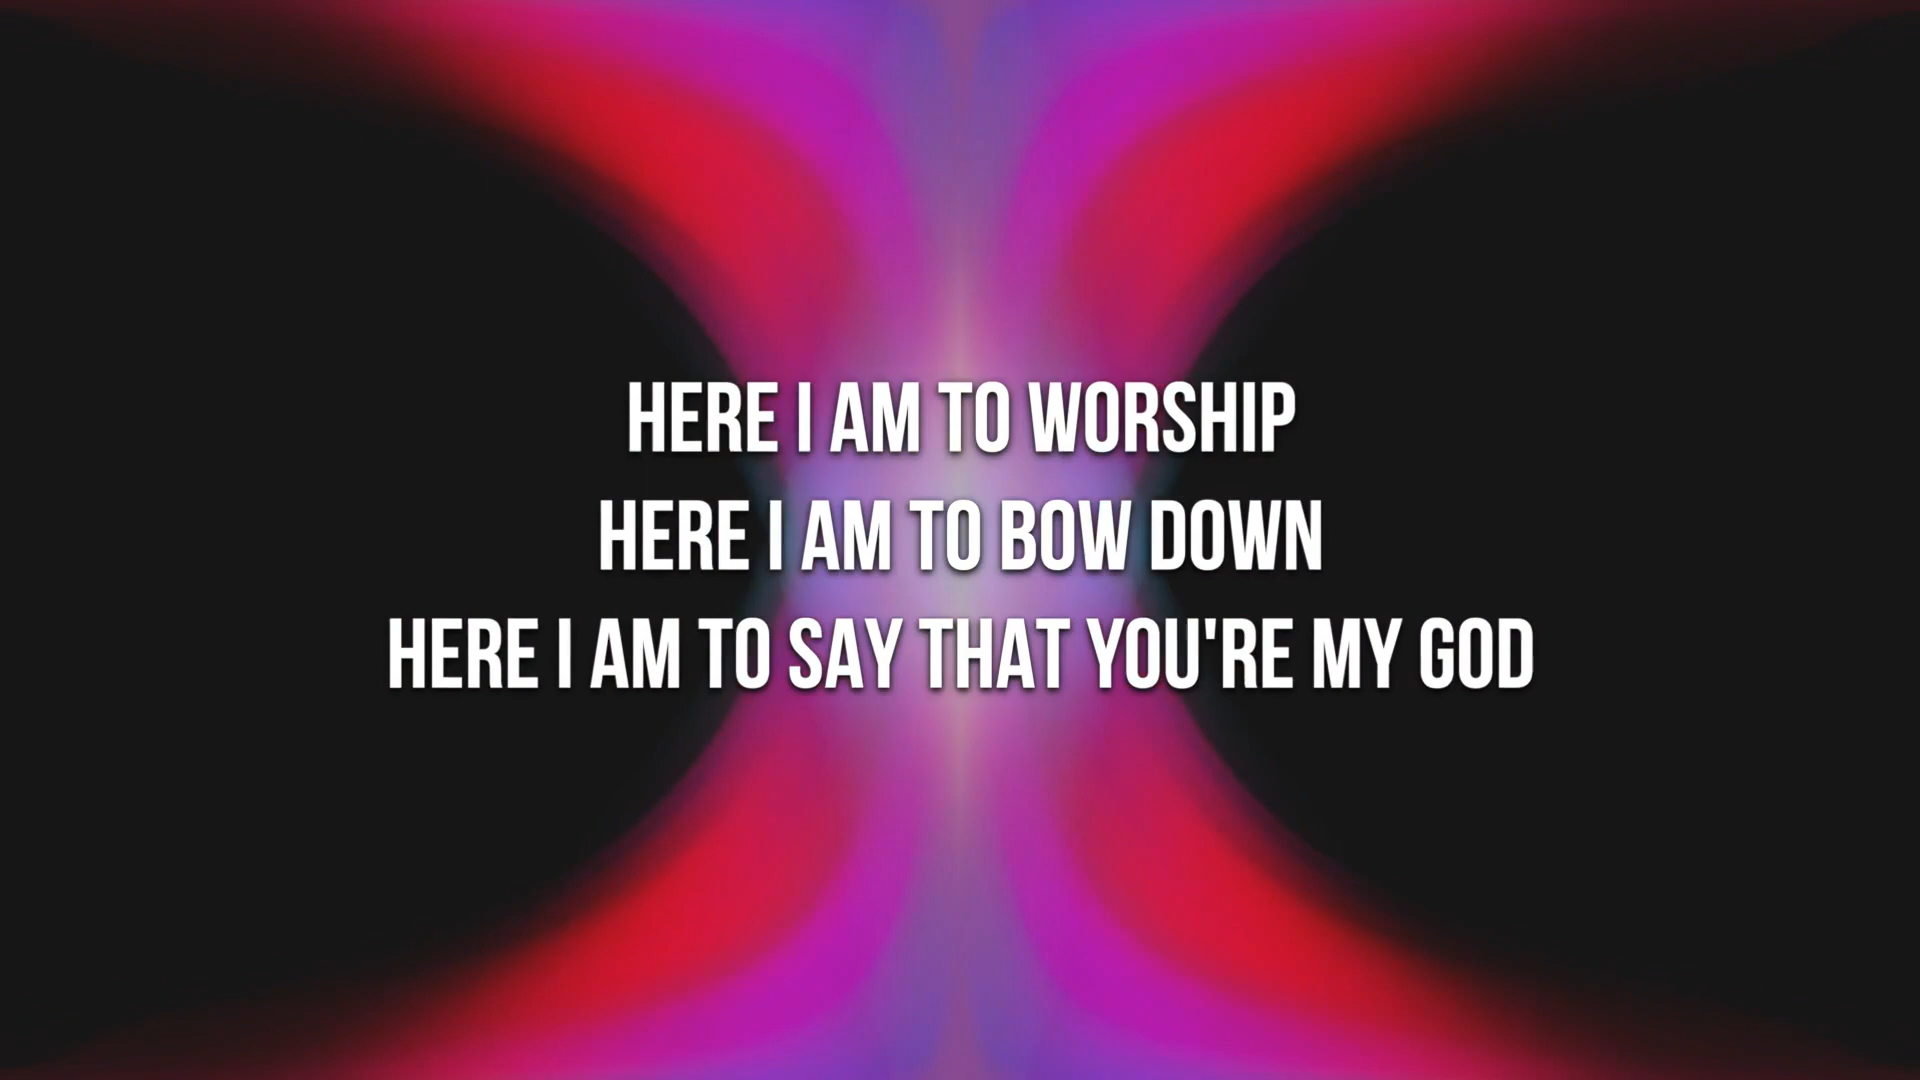 HERE I AM TO WORSHIP
HERE I AM TO BOW DOWN
HERE I AM TO SAY THAT YOU'RE MY GOD